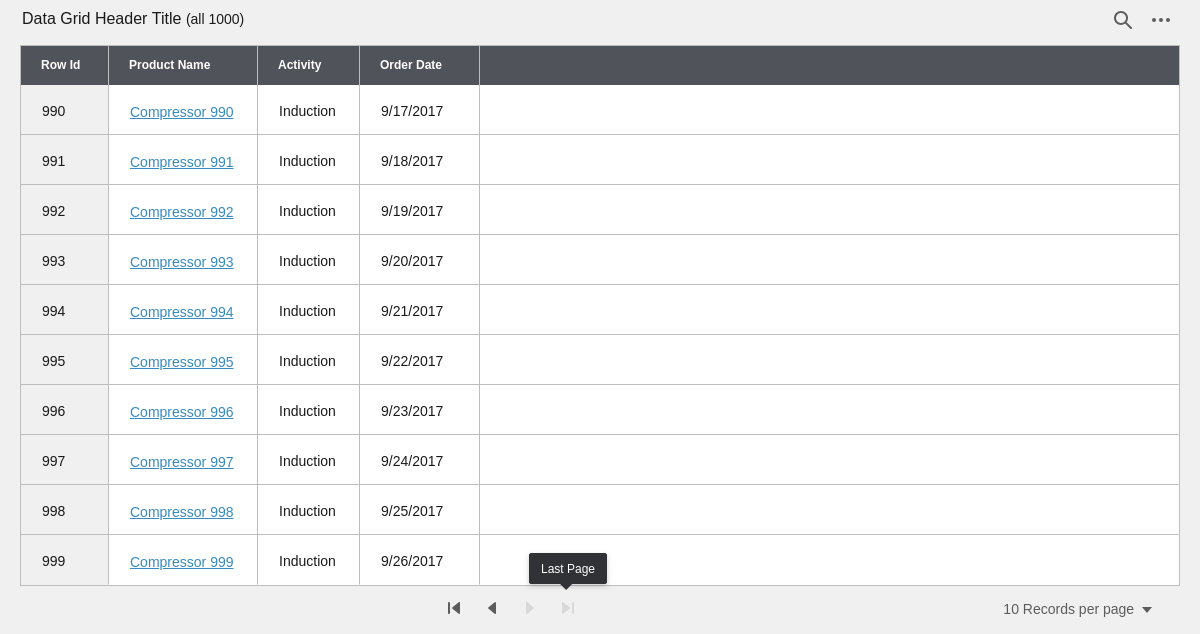 Data Grid Header Title (all 1000)
Row Id Product Name Activity Order Date
990 Compressor 990 Induction 9/17/2017
991 Compressor 991 Induction 9/18/2017
992 Compressor 992 Induction 9/19/2017
993 Compressor 993 Induction 9/20/2017
994 Compressor 994 Induction 9/21/2017
995 Compressor 995 Induction 9/22/2017
996 Compressor 996 Induction 9/23/2017
997 Compressor 997 Induction 9/24/2017
998 Compressor 998 Induction 9/25/2017
999 Compressor 999 Induction 9/26/2017
Last Page
10 Records per page